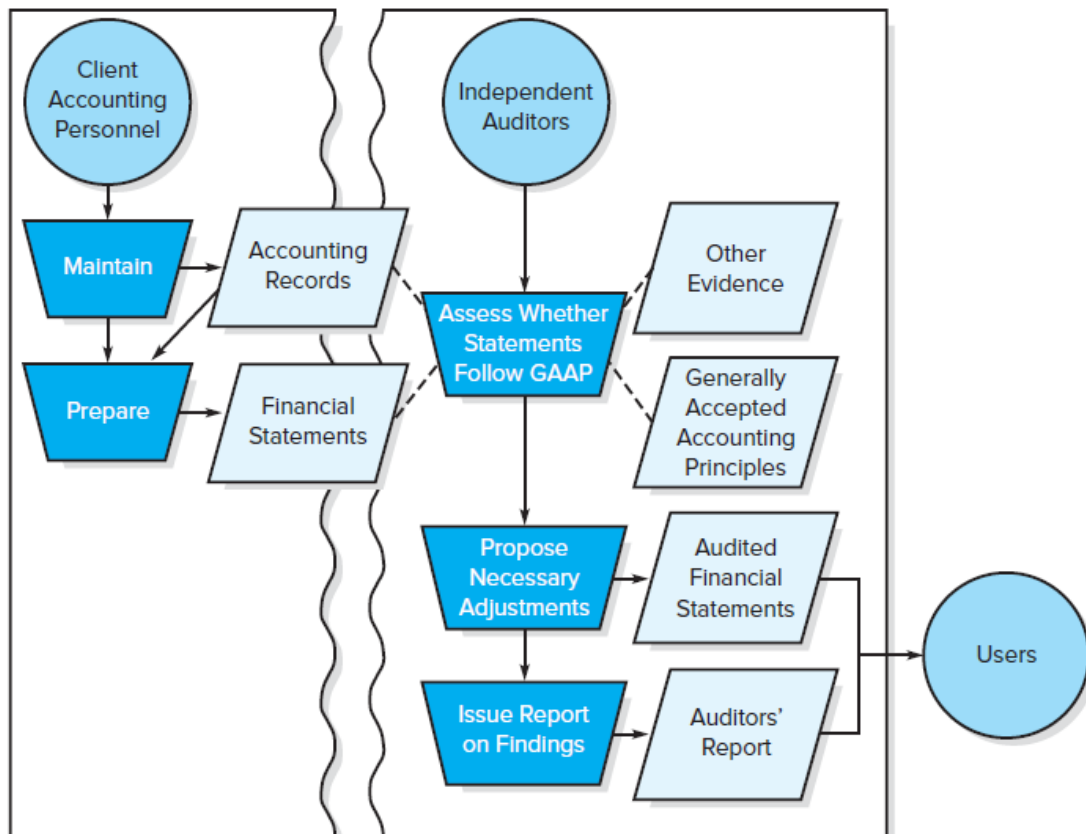 Client
Accounting
Personnel
Independent
Auditors
Maintain
Accounting
Records
Other
Evidence
Assess Whether
Statements
Follow GAAP
Prepare
Financial
Statements
Generally
Accepted
Accounting
Principles
Propose
Necessary
Adjustments
Audited
Financial
Statements
Users
Issue Report
on Findings
Auditors’
Report